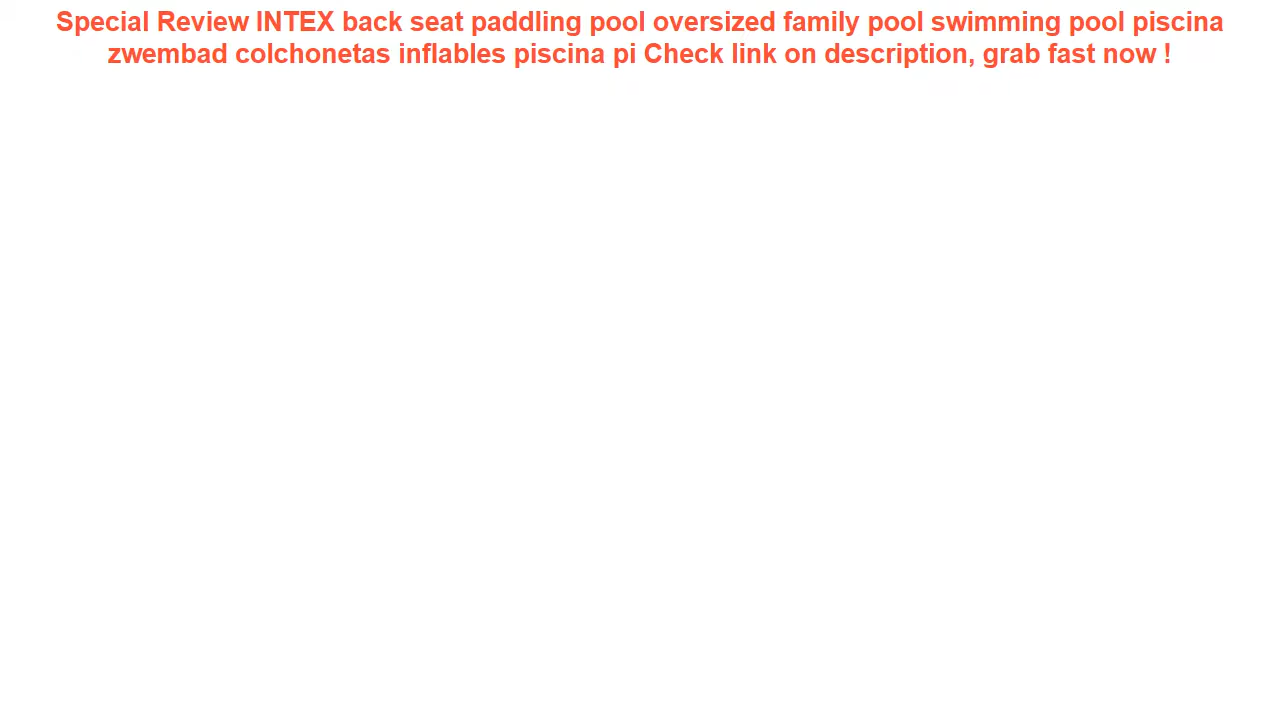 Special Review INTEX back seat paddling pool oversized family pool swimming pool piscina
zwembad colchonetas inflables piscina pi Check link on description, grab fast now !